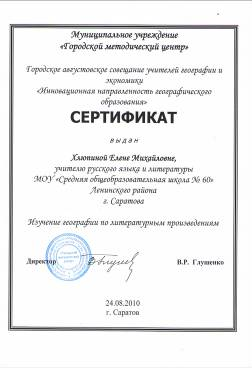 Муниципальное учреждение
«Городской методический центр»
Городское августовское совещание учителей географии и
экономики
«Инновационная направленность географического
образования»
СЕРТИФИКАТ
выдан
Хлюпиной Елене Михайловне,
учителю русского языка и литературы
МОУ «Средняя общеобразовательная школа № 60»
Ленинского района
г. Саратова
Изучение географии по литературным произведениям
Директор В.Р. Глушенко
24.08.2010
г. Саратов